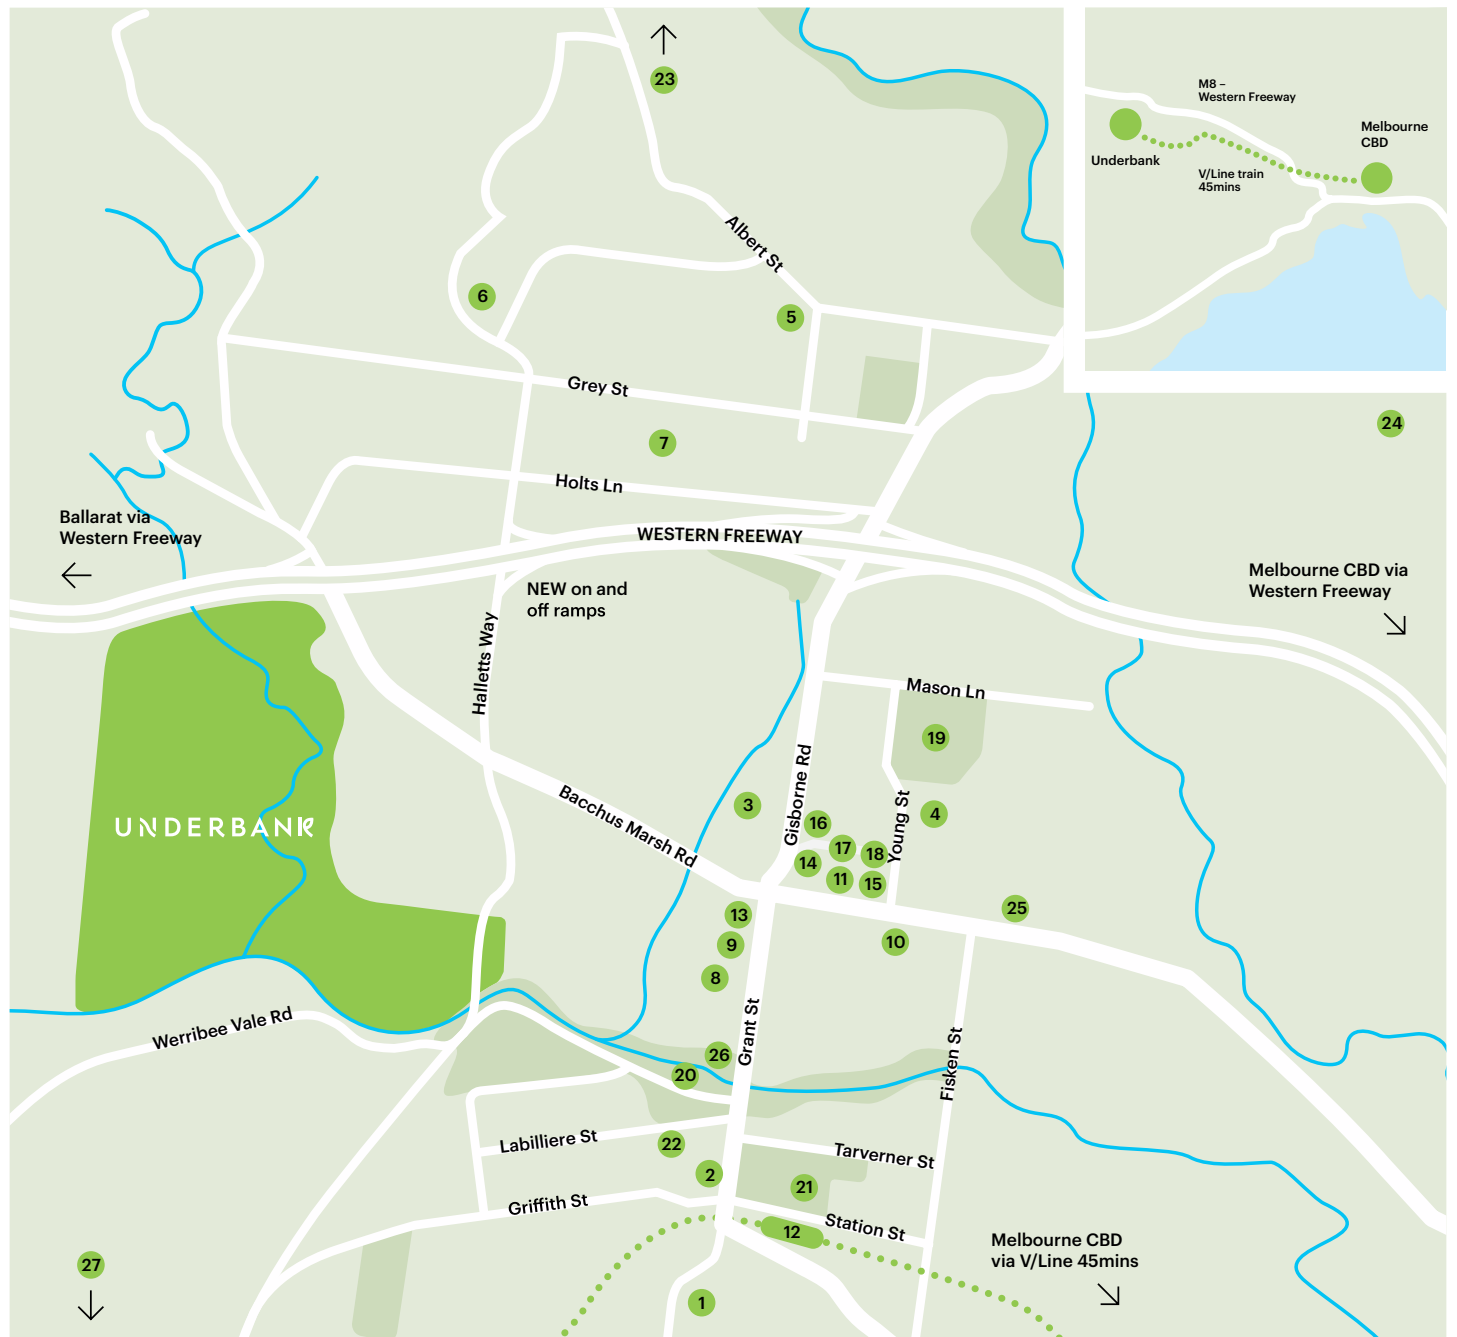 23
M8 –
Western Freeway
Melbourne
CBD
Underbank
V/Line train
45mins
Albert St
6
5
Grey St
24
7
Holts Ln
Ballarat via
Western Freeway
WESTERN FREEWAY
Melbourne CBD via
Western Freeway
NEW on and
off ramps
Halletts Way
Mason Ln
19
Gisborne Rd
3
Bacchus Marsh Rd
4
UNDERBANK
16
Young St
17
18
14
11
15
25
13
10
9
8
Werribee Vale Rd
Grant St
26
Fisken St
20
Labilliere St
22
Tarverner St
2
21
Griffith St
Station St
12
Melbourne CBD
via V/Line 45mins
27
1